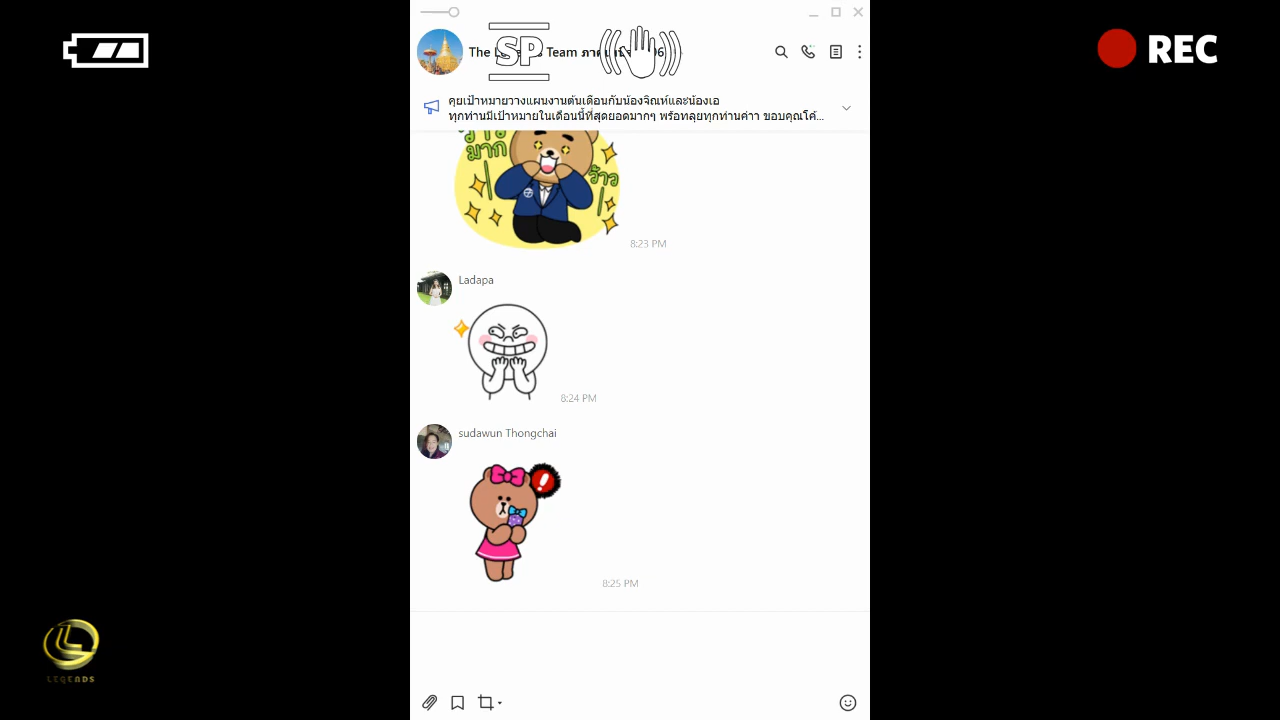 REC
SP
The L
Team ภาค
06
คุยเป้าหมายวางแผนงานต้นเดือนกับน้องจิณห์และน้องเอ
ทุกท่านมีเป้าหมายในเดือนนี้ที่สุดยอดมากๆ พร้อมลุยทุกท่านค่าา ขอบคุณโค้...
มาก
ว้าว
8:23 PM
Ladapa
8:24 PM
sudawun Thongchai
8:25 PM
LEGENDS